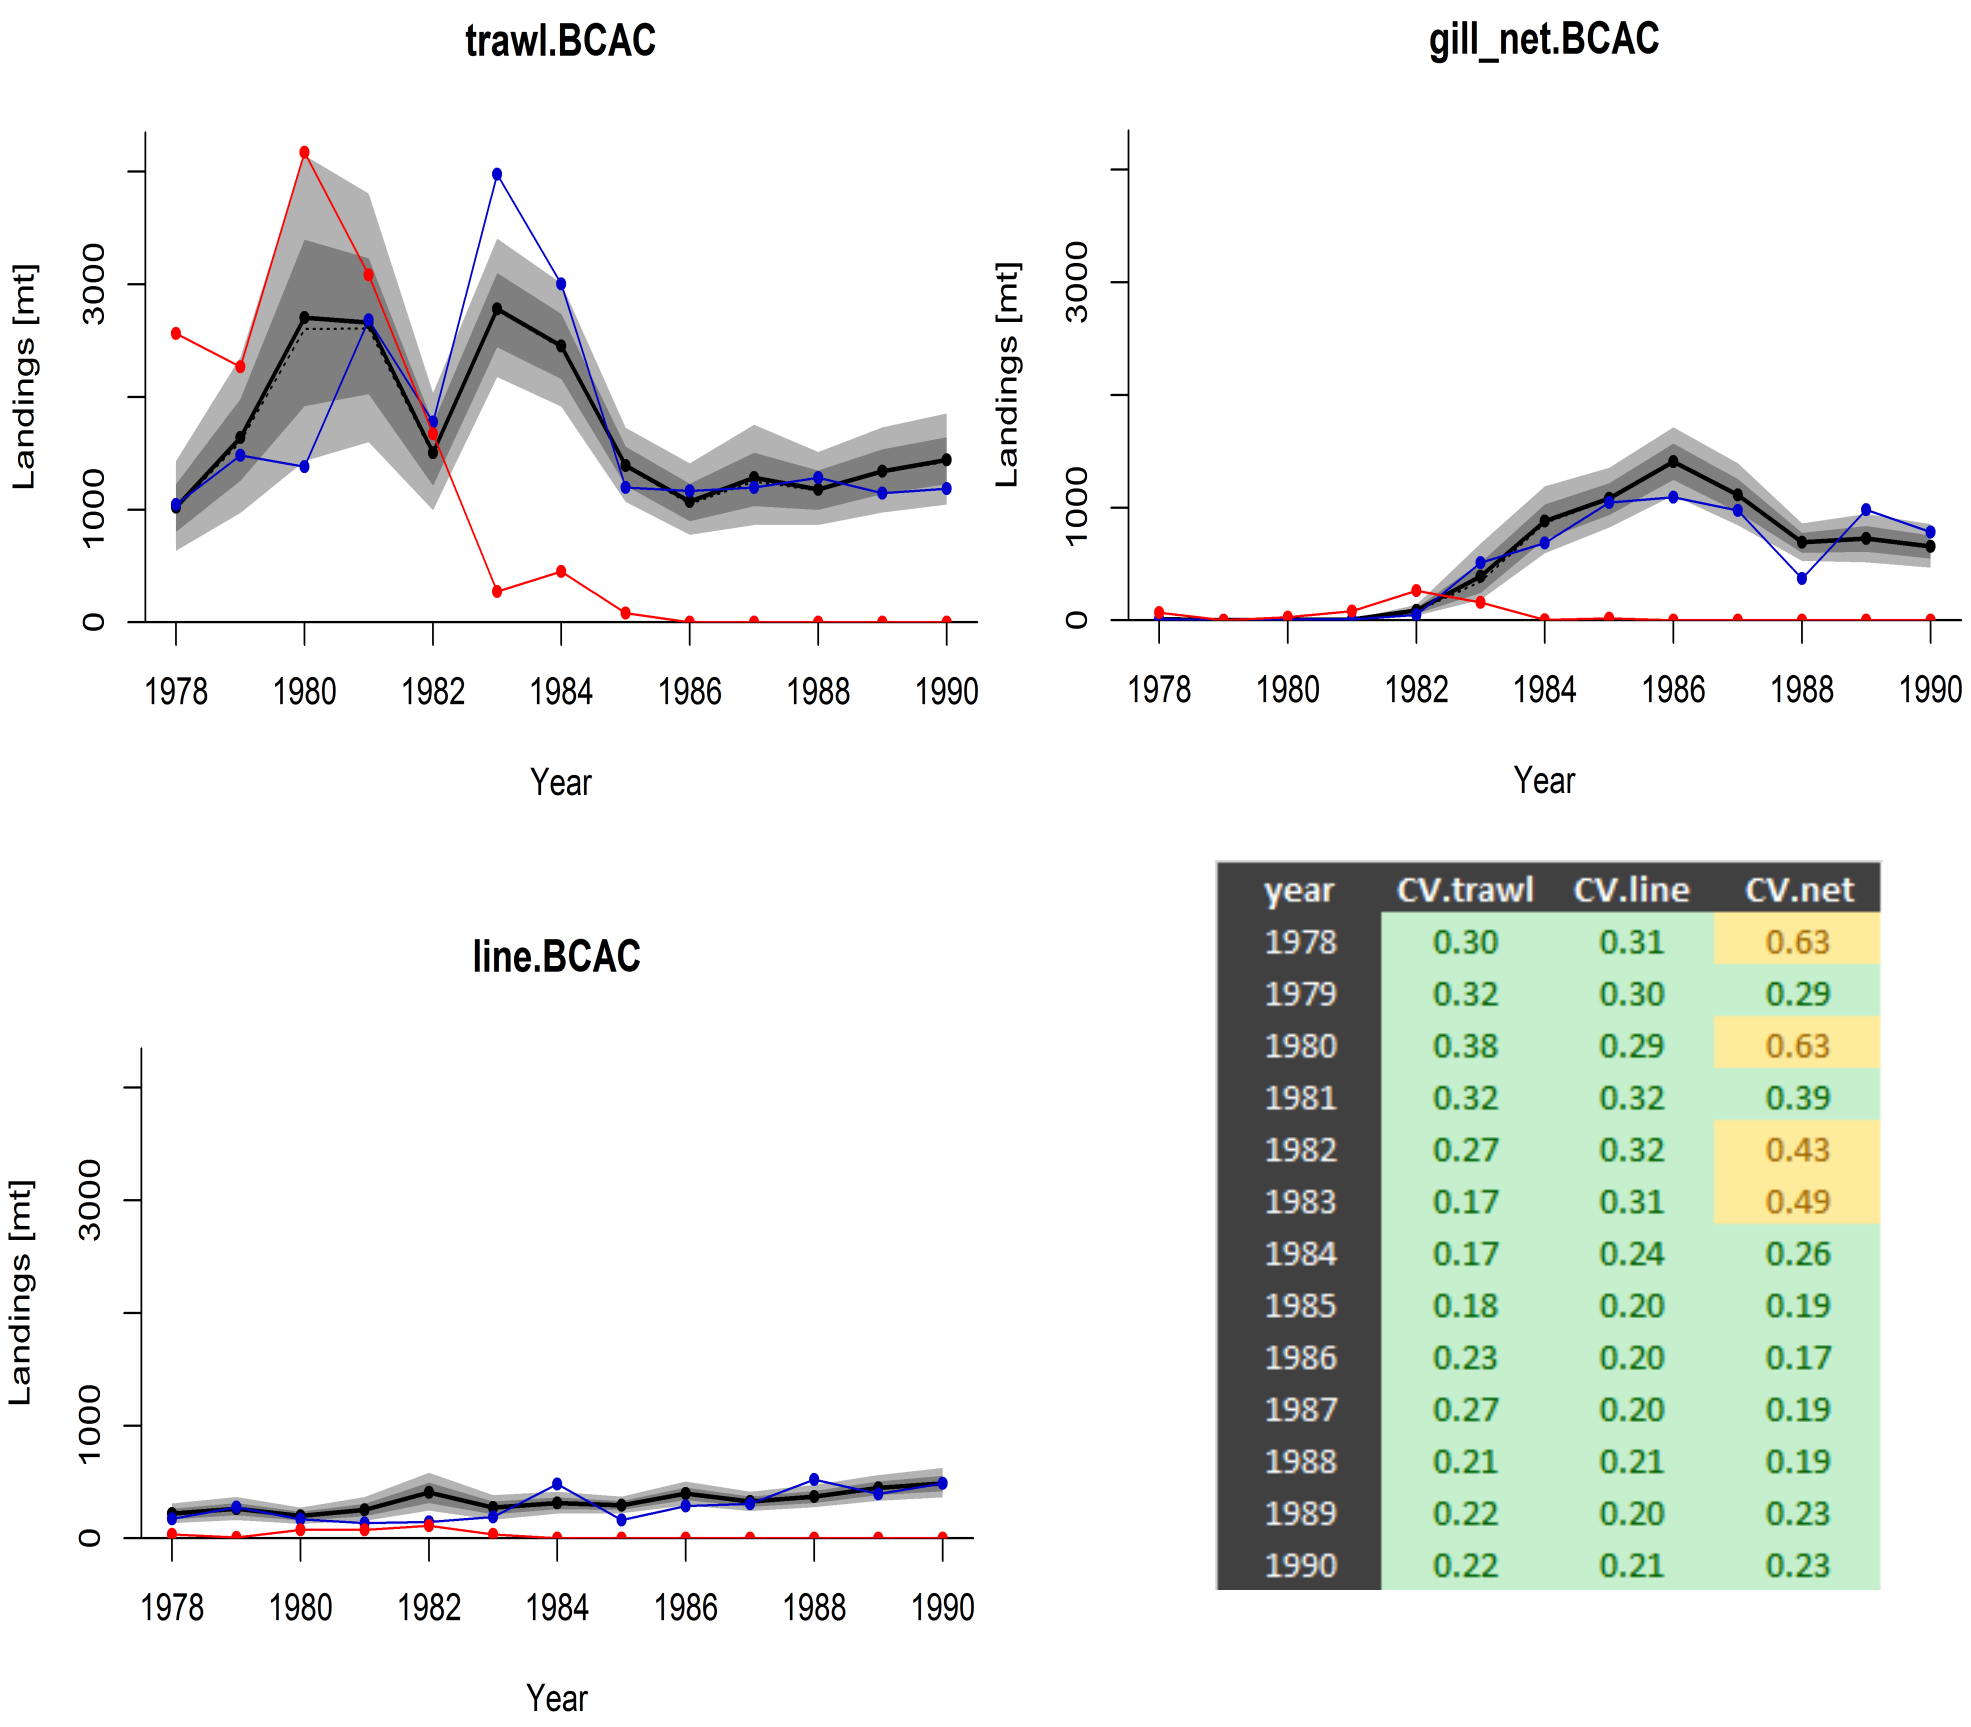 trawl.BCAC
Landings [mt]
3000
1000
0
1978 1980 1982 1984 1986 1988 1990
Year
gill_net.BCAC
Landings [mt]
3000
1000
0
1978 1980 1982 1984 1986 1988 1990
Year
line.BCAC
Landings [mt]
3000
1000
0
1978 1980 1982 1984 1986 1988 1990
Year
year CV.trawl CV.line CV.net
1978 0.30 0.31 0.63
1979 0.32 0.30 0.29
1980 0.38 0.29 0.63
1981 0.32 0.32 0.39
1982 0.27 0.32 0.43
1983 0.17 0.31 0.49
1984 0.17 0.24 0.26
1985 0.18 0.20 0.19
1986 0.23 0.20 0.17
1987 0.27 0.20 0.19
1988 0.21 0.21 0.19
1989 0.22 0.20 0.23
1990 0.22 0.21 0.23